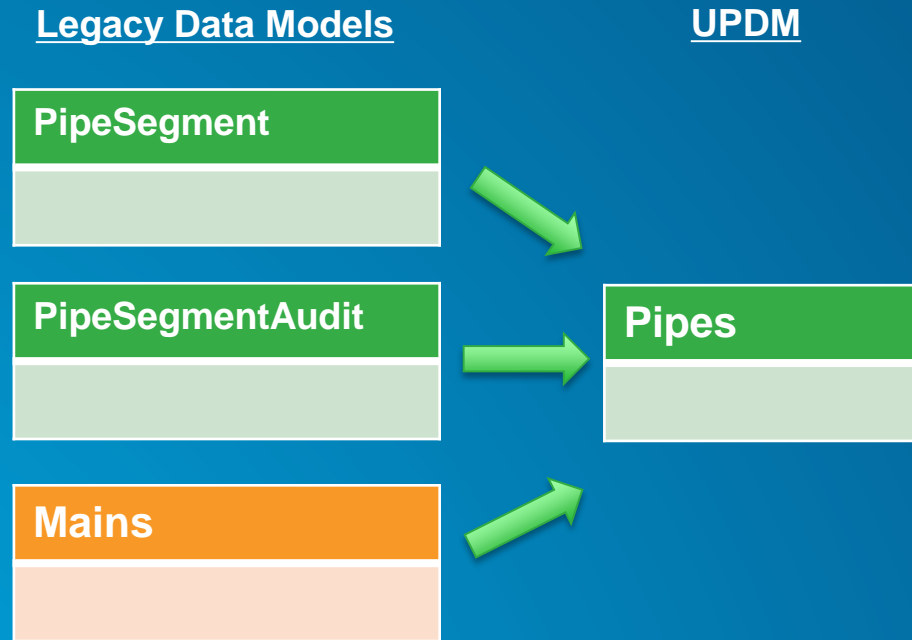 Legacy Data Models
UPDM
PipeSegment
PipeSegmentAudit
Pipes
Mains